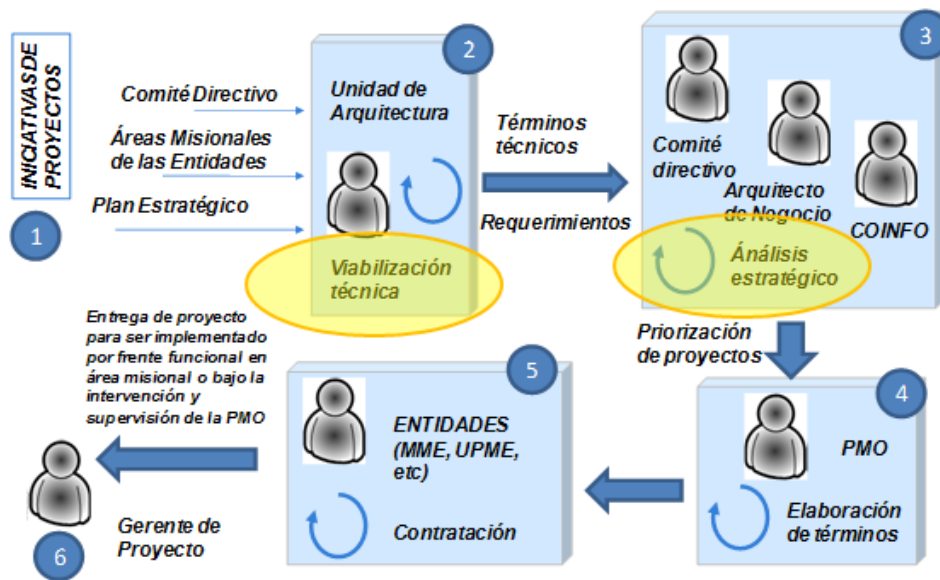 INICIATIVAS DE
PROYECTOS
1
Comité Directivo
Áreas Misionales
de las Entidades
Plan Estratégico
2
Unidad de
Arquitectura
Viabilización
técnica
Términos
técnicos
Requerimientos
3
Comité
directivo
Arquitecto
de Negocio
COINFO
Ánálisis
estratégico
Priorización
de proyectos
4
PMO
Elaboración
de términos
5
ENTIDADES
(MME, UPME,
etc)
Contratación
Entrega de proyecto
para ser implementado
por frente funcional en
área misional o bajo la
intervención y
supervisión de la PMO
Gerente de
Proyecto
6